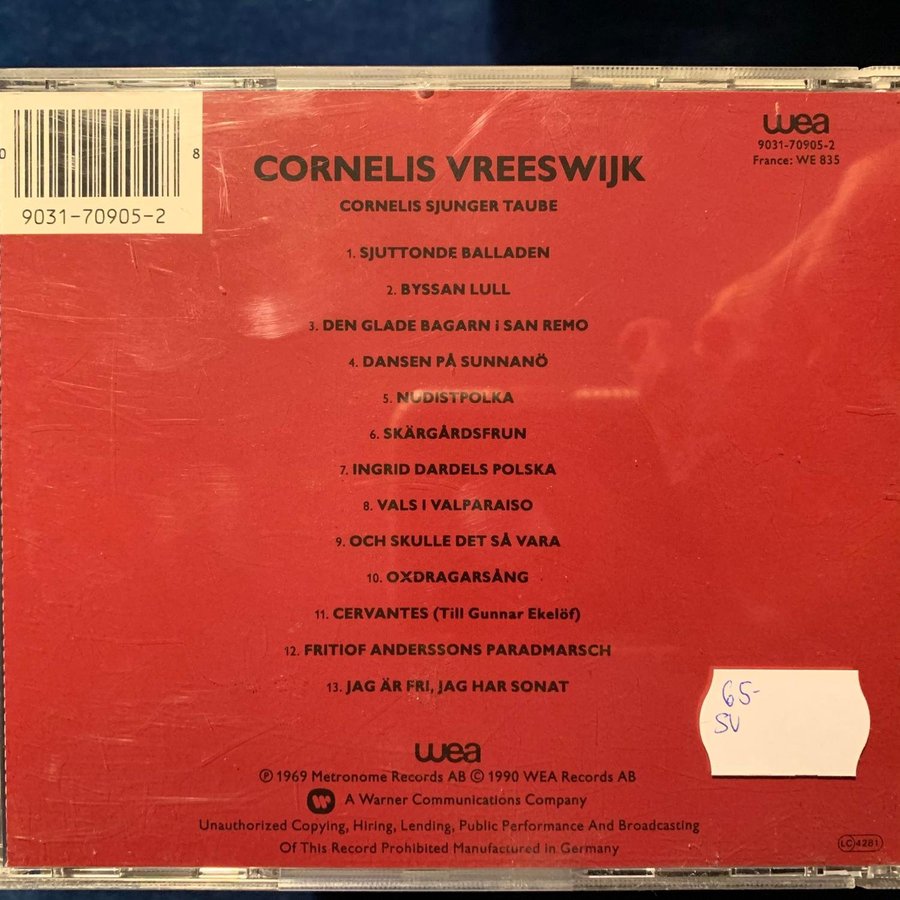 0 8
9031-70905-2
wea
9031-70905-2
France: WE 835
CORNELIS VREESWIJK
CORNELIS SJUNGER TAUBE
1. SJUTTONDE BALLADEN
2. BYSSAN LULL
3. DEN GLADE BAGARN i SAN REMO
4. DANSEN PÅ SUNNANÖ
5. NUDISTPOLKA
6. SKÄRGÅRDSFRUN
7. INGRID DARDELS POLSKA
8. VALS I VALPARAISO
9. OCH SKULLE DET SÅ VARA
10. OXDRAGARSÅNG
11. CERVANTES (Till Gunnar Ekelöf)
12. FRITIOF ANDERSSONS PARADMARSCH
13. JAG ÄR FRI, JAG HAR SONAT
65-
SV
wea
℗ 1969 Metronome Records AB © 1990 WEA Records AB
A Warner Communications Company
Unauthorized Copying, Hiring, Lending, Public Performance And Broadcasting
Of This Record Prohibited Manufactured in Germany
LC 4281